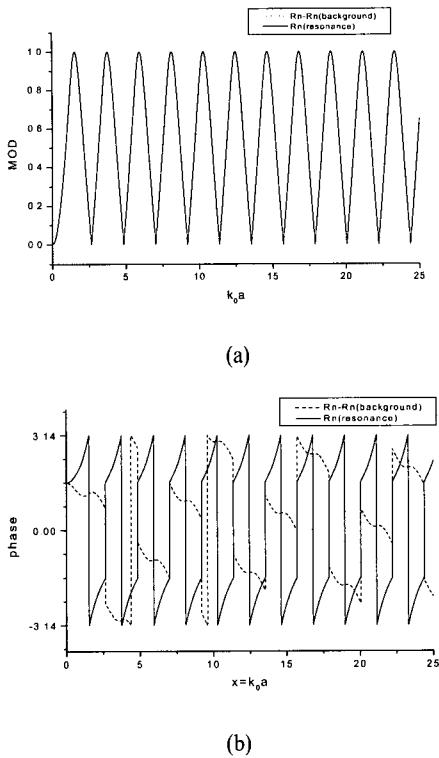 Rn-Rn(background)
Rn(resonance)
1 0
0 8
0 6
0 4
0 2
0 0
MOD
0 5 10 15 20 25
k₀a
(a)
Rn-Rn(background)
Rn(resonance)
3 14
0 00
-3 14
phase
0 5 10 15 20 25
x=k₀a
(b)